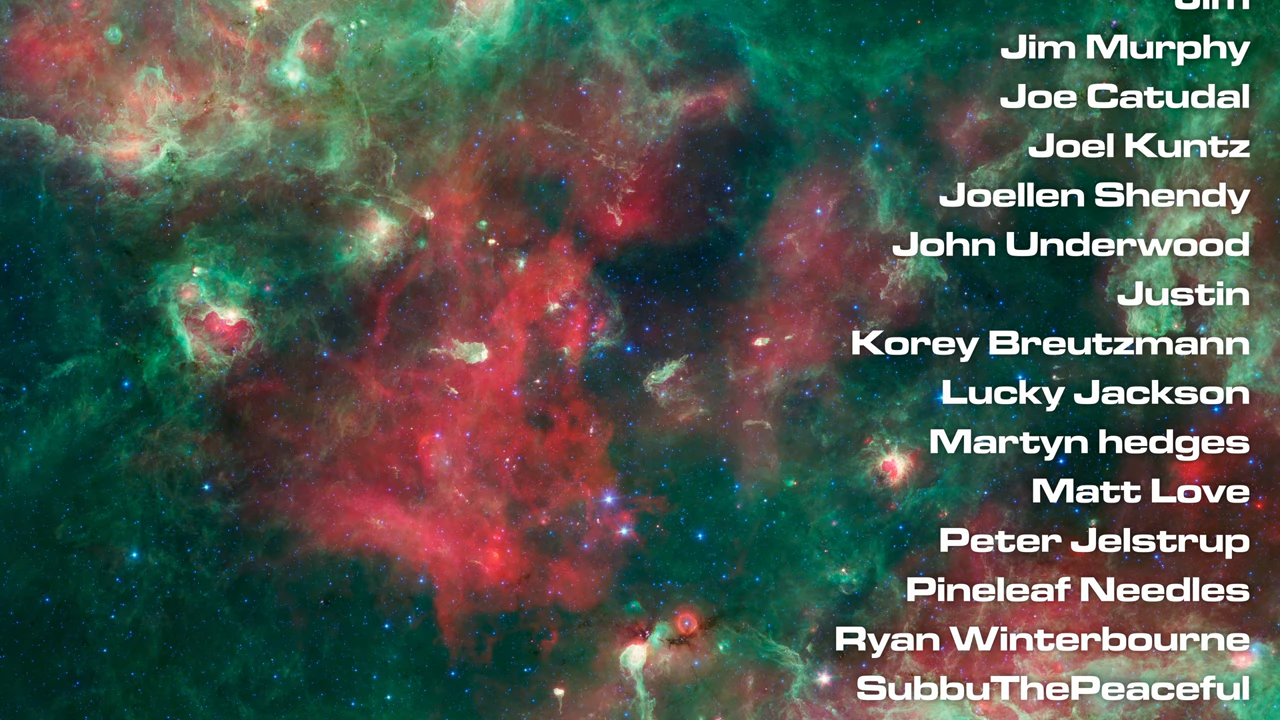 Jim
Jim Murphy
Joe Catudal
Joel Kuntz
Joellen Shendy
John Underwood
Justin
Korey Breutzmann
Lucky Jackson
Martyn hedges
Matt Love
Peter Jelstrup
Pineleaf Needles
Ryan Winterbourne
SubbuThePeaceful